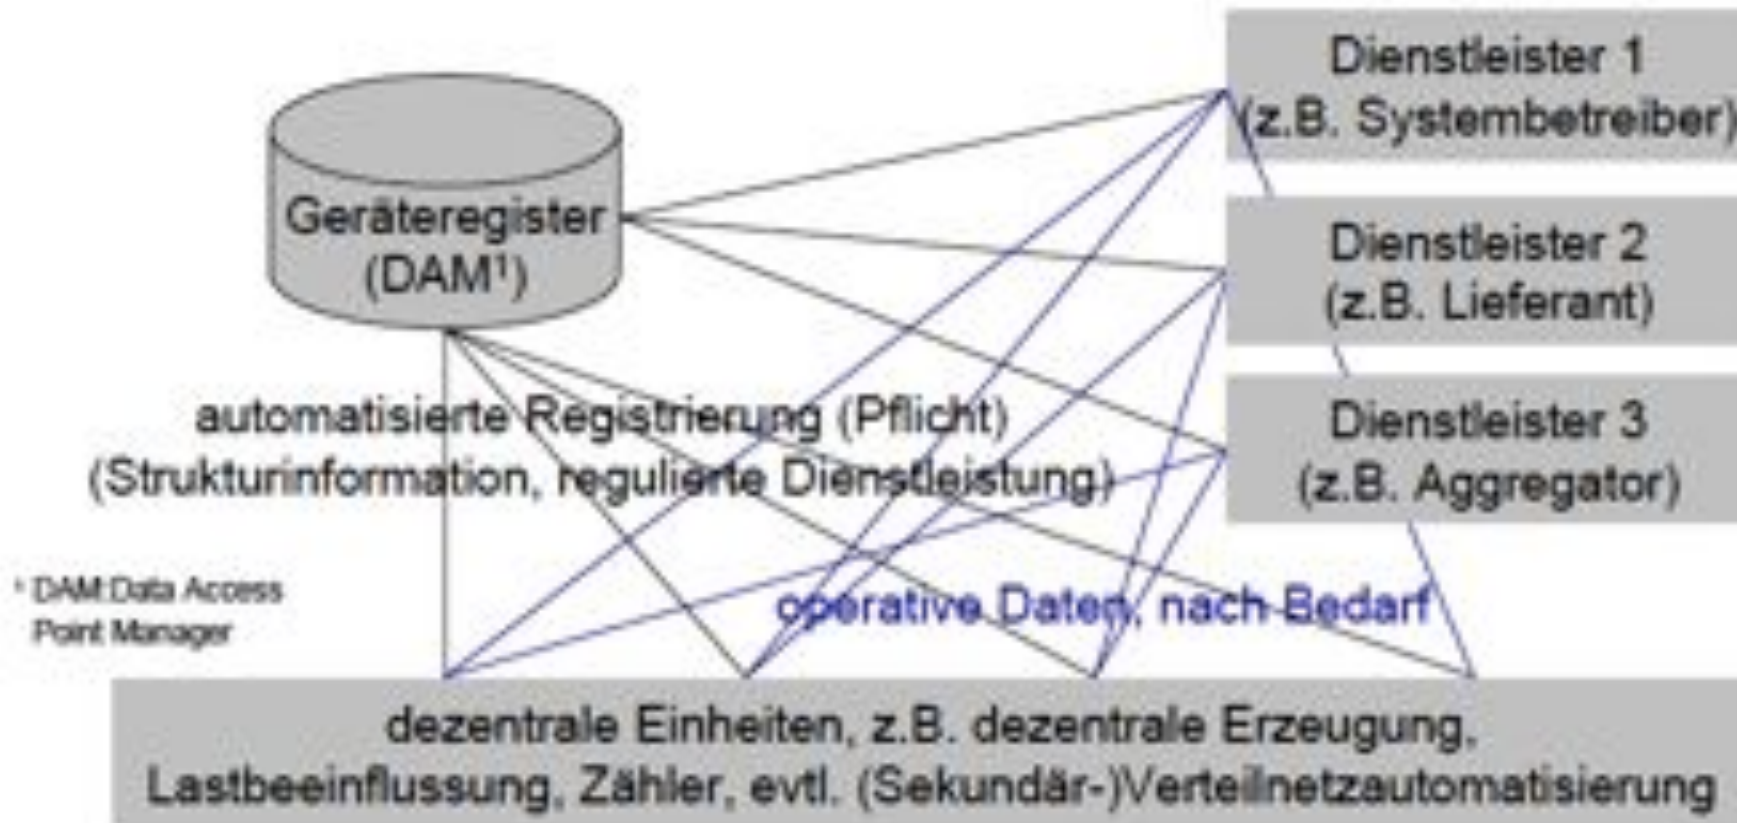 Dienstleister 1
(z.B. Systembetreiber)
Geräteregister
(DAM¹)
Dienstleister 2
(z.B. Lieferant)
automatisierte Registrierung (Pflicht)
(Strukturinformation, regulierte Dienstleistung)
Dienstleister 3
(z.B. Aggregator)
¹ DAM:Data Access
Point Manager
operative Daten, nach Bedarf
dezentrale Einheiten, z.B. dezentrale Erzeugung,
Lastbeeinflussung, Zähler, evtl. (Sekundär-)Verteilnetzautomatisierung